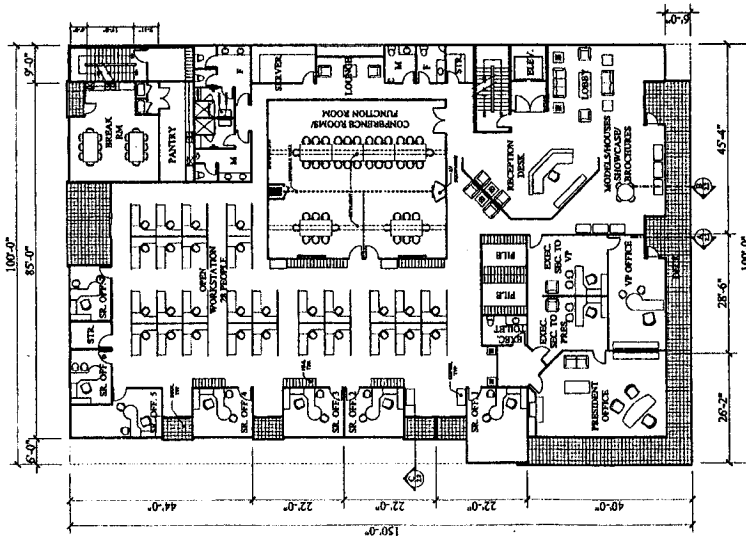 9'-0"
85'-0"
100'-0"
6'-0"
6'-0"
45'-4"
28'-6"
26'-2"
100'-0"
44'-0"
22'-0"
22'-0"
22'-0"
40'-0"
150'-0"
BREAK
RM
PANTRY
F
M
SERVER
LOUNGE
M
F
STR.
ELEV.
LOBBY
CONFERENCE ROOMS/
FUNCTION ROOM
RECEPTION
DESK
MODELS/HOUSES
SHOWCASE/
BROCHURES
OPEN
WORKSTATION
28 PEOPLE
STR.
SR. OFF. 5
SR. OFF. 4
SR. OFF. 3
SR. OFF. 2
SR. OFF. 1
FILE
FILE
EXEC.
TOILET
EXEC.
SEC. TO
VP
EXEC.
SEC. TO
PRES.
VP OFFICE
PRESIDENT
OFFICE